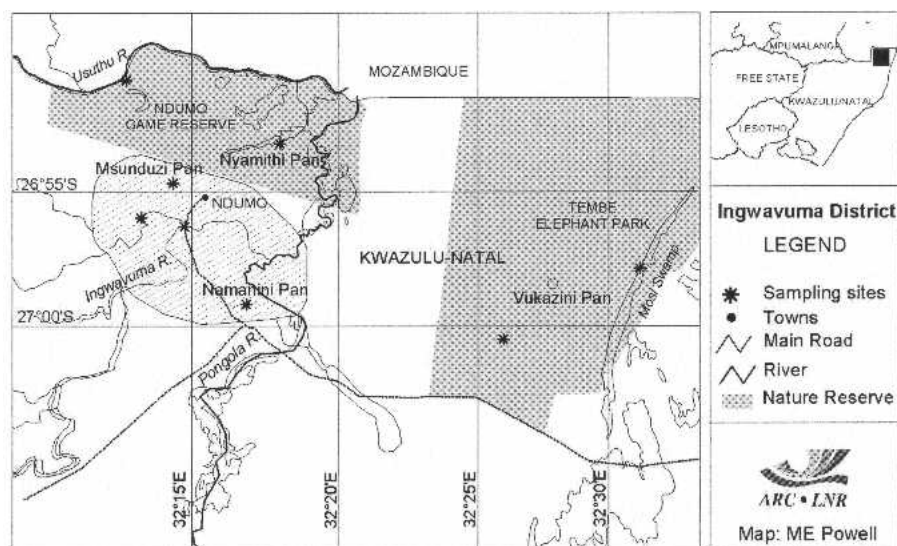 Usuthu R.
MOZAMBIQUE
NDUMO
GAME RESERVE
Nyamithi Pan
Msunduzi Pan
26°55'S
NDUMO
TEMBE
ELEPHANT PARK
KWAZULU-NATAL
Ingwavuma R.
Namanini Pan
Vukazini Pan
Mosi Swamp
27°00'S
Pongola R.
32°15'E
32°20'E
32°25'E
32°30'E
MPUMALANGA
FREE STATE
KWAZULU/NATAL
LESOTHO
Ingwavuma District
LEGEND
Sampling sites
Towns
Main Road
River
Nature Reserve
ARC • LNR
Map: ME Powell